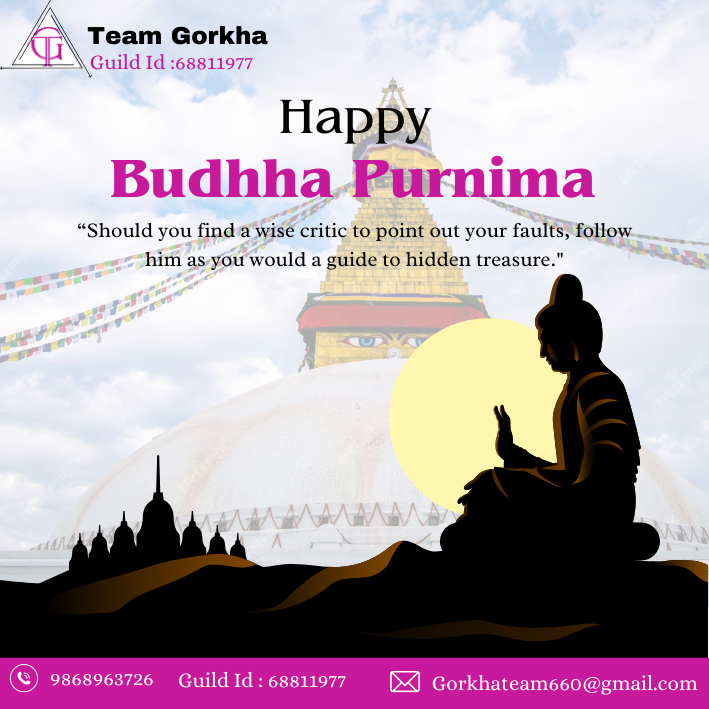 Team Gorkha
Guild Id :68811977
Happy
Budhha Purnima
“Should you find a wise critic to point out your faults, follow
him as you would a guide to hidden treasure."
9868963726
Guild Id : 68811977
Gorkhateam660@gmail.com